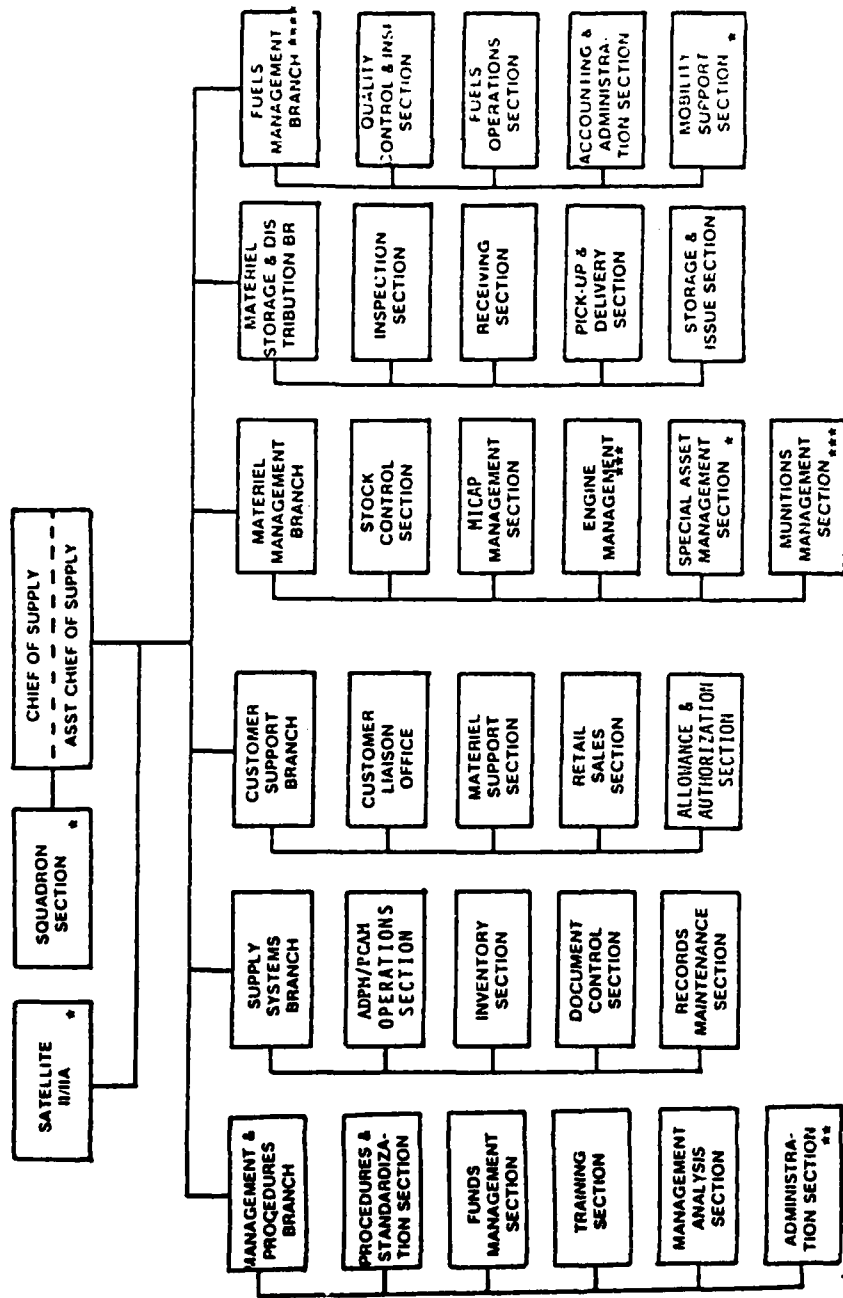 CHIEF OF SUPPLY
ASST CHIEF OF SUPPLY
SQUADRON
SECTION
*
SATELLITE
II/IIA
*
MANAGEMENT &
PROCEDURES
BRANCH
PROCEDURES &
STANDARDIZA-
TION SECTION
FUNDS
MANAGEMENT
SECTION
TRAINING
SECTION
MANAGEMENT
ANALYSIS
SECTION
ADMINISTRA-
TION SECTION
**
SUPPLY
SYSTEMS
BRANCH
ADPM/PCAM
OPERATIONS
SECTION
INVENTORY
SECTION
DOCUMENT
CONTROL
SECTION
RECORDS
MAINTENANCE
SECTION
CUSTOMER
SUPPORT
BRANCH
CUSTOMER
LIAISON
OFFICE
MATERIEL
SUPPORT
SECTION
RETAIL
SALES
SECTION
ALLOWANCE &
AUTHORIZATION
SECTION
MATERIEL
MANAGEMENT
BRANCH
STOCK
CONTROL
SECTION
MICAP
MANAGEMENT
SECTION
ENGINE
MANAGEMENT
***
SPECIAL ASSET
MANAGEMENT
SECTION *
MUNITIONS
MANAGEMENT
SECTION ***
MATERIEL
STORAGE & DIS
TRIBUTION BR
INSPECTION
SECTION
RECEIVING
SECTION
PICK-UP &
DELIVERY
SECTION
STORAGE &
ISSUE SECTION
FUELS
MANAGEMENT
BRANCH ****
QUALITY
CONTROL & INSP
SECTION
FUELS
OPERATIONS
SECTION
ACCOUNTING &
ADMINISTRA-
TION SECTION
MOBILITY
SUPPORT
SECTION *